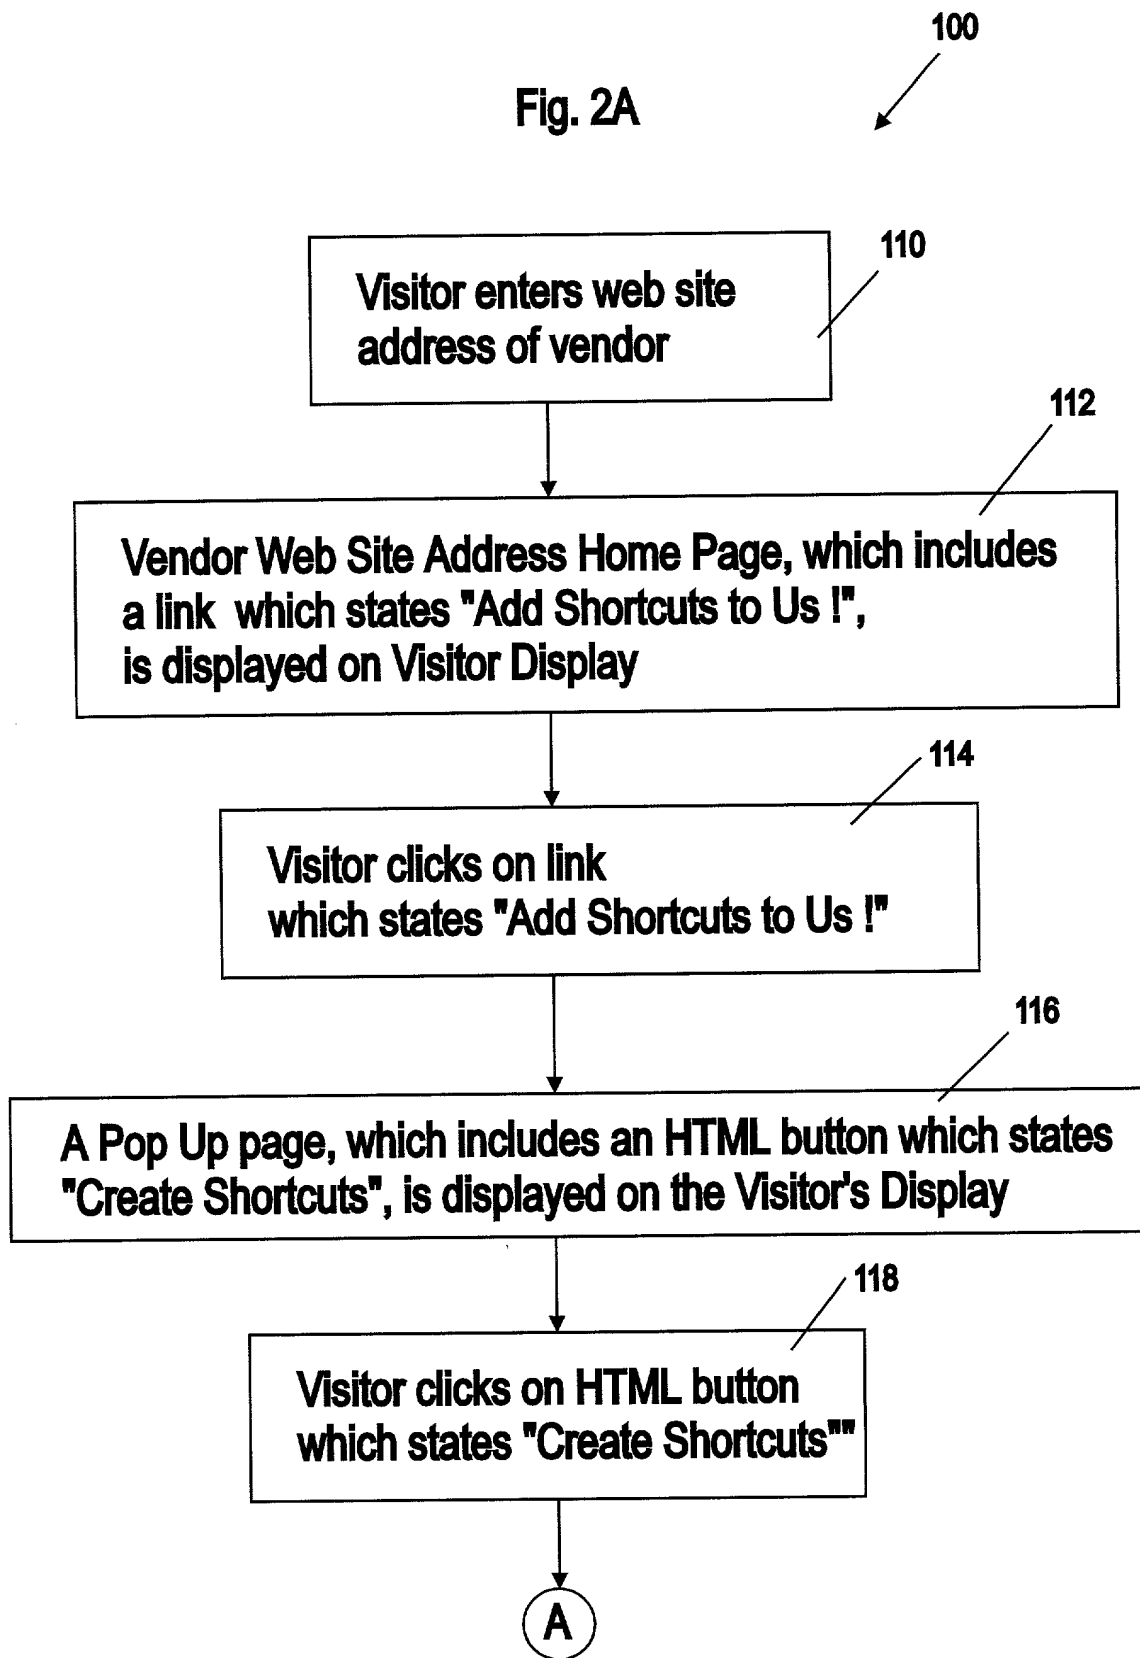 100
Fig. 2A
110
Visitor enters web site
address of vendor
112
Vendor Web Site Address Home Page, which includes
a link which states "Add Shortcuts to Us !",
is displayed on Visitor Display
114
Visitor clicks on link
which states "Add Shortcuts to Us !"
116
A Pop Up page, which includes an HTML button which states
"Create Shortcuts", is displayed on the Visitor's Display
118
Visitor clicks on HTML button
which states "Create Shortcuts""
A